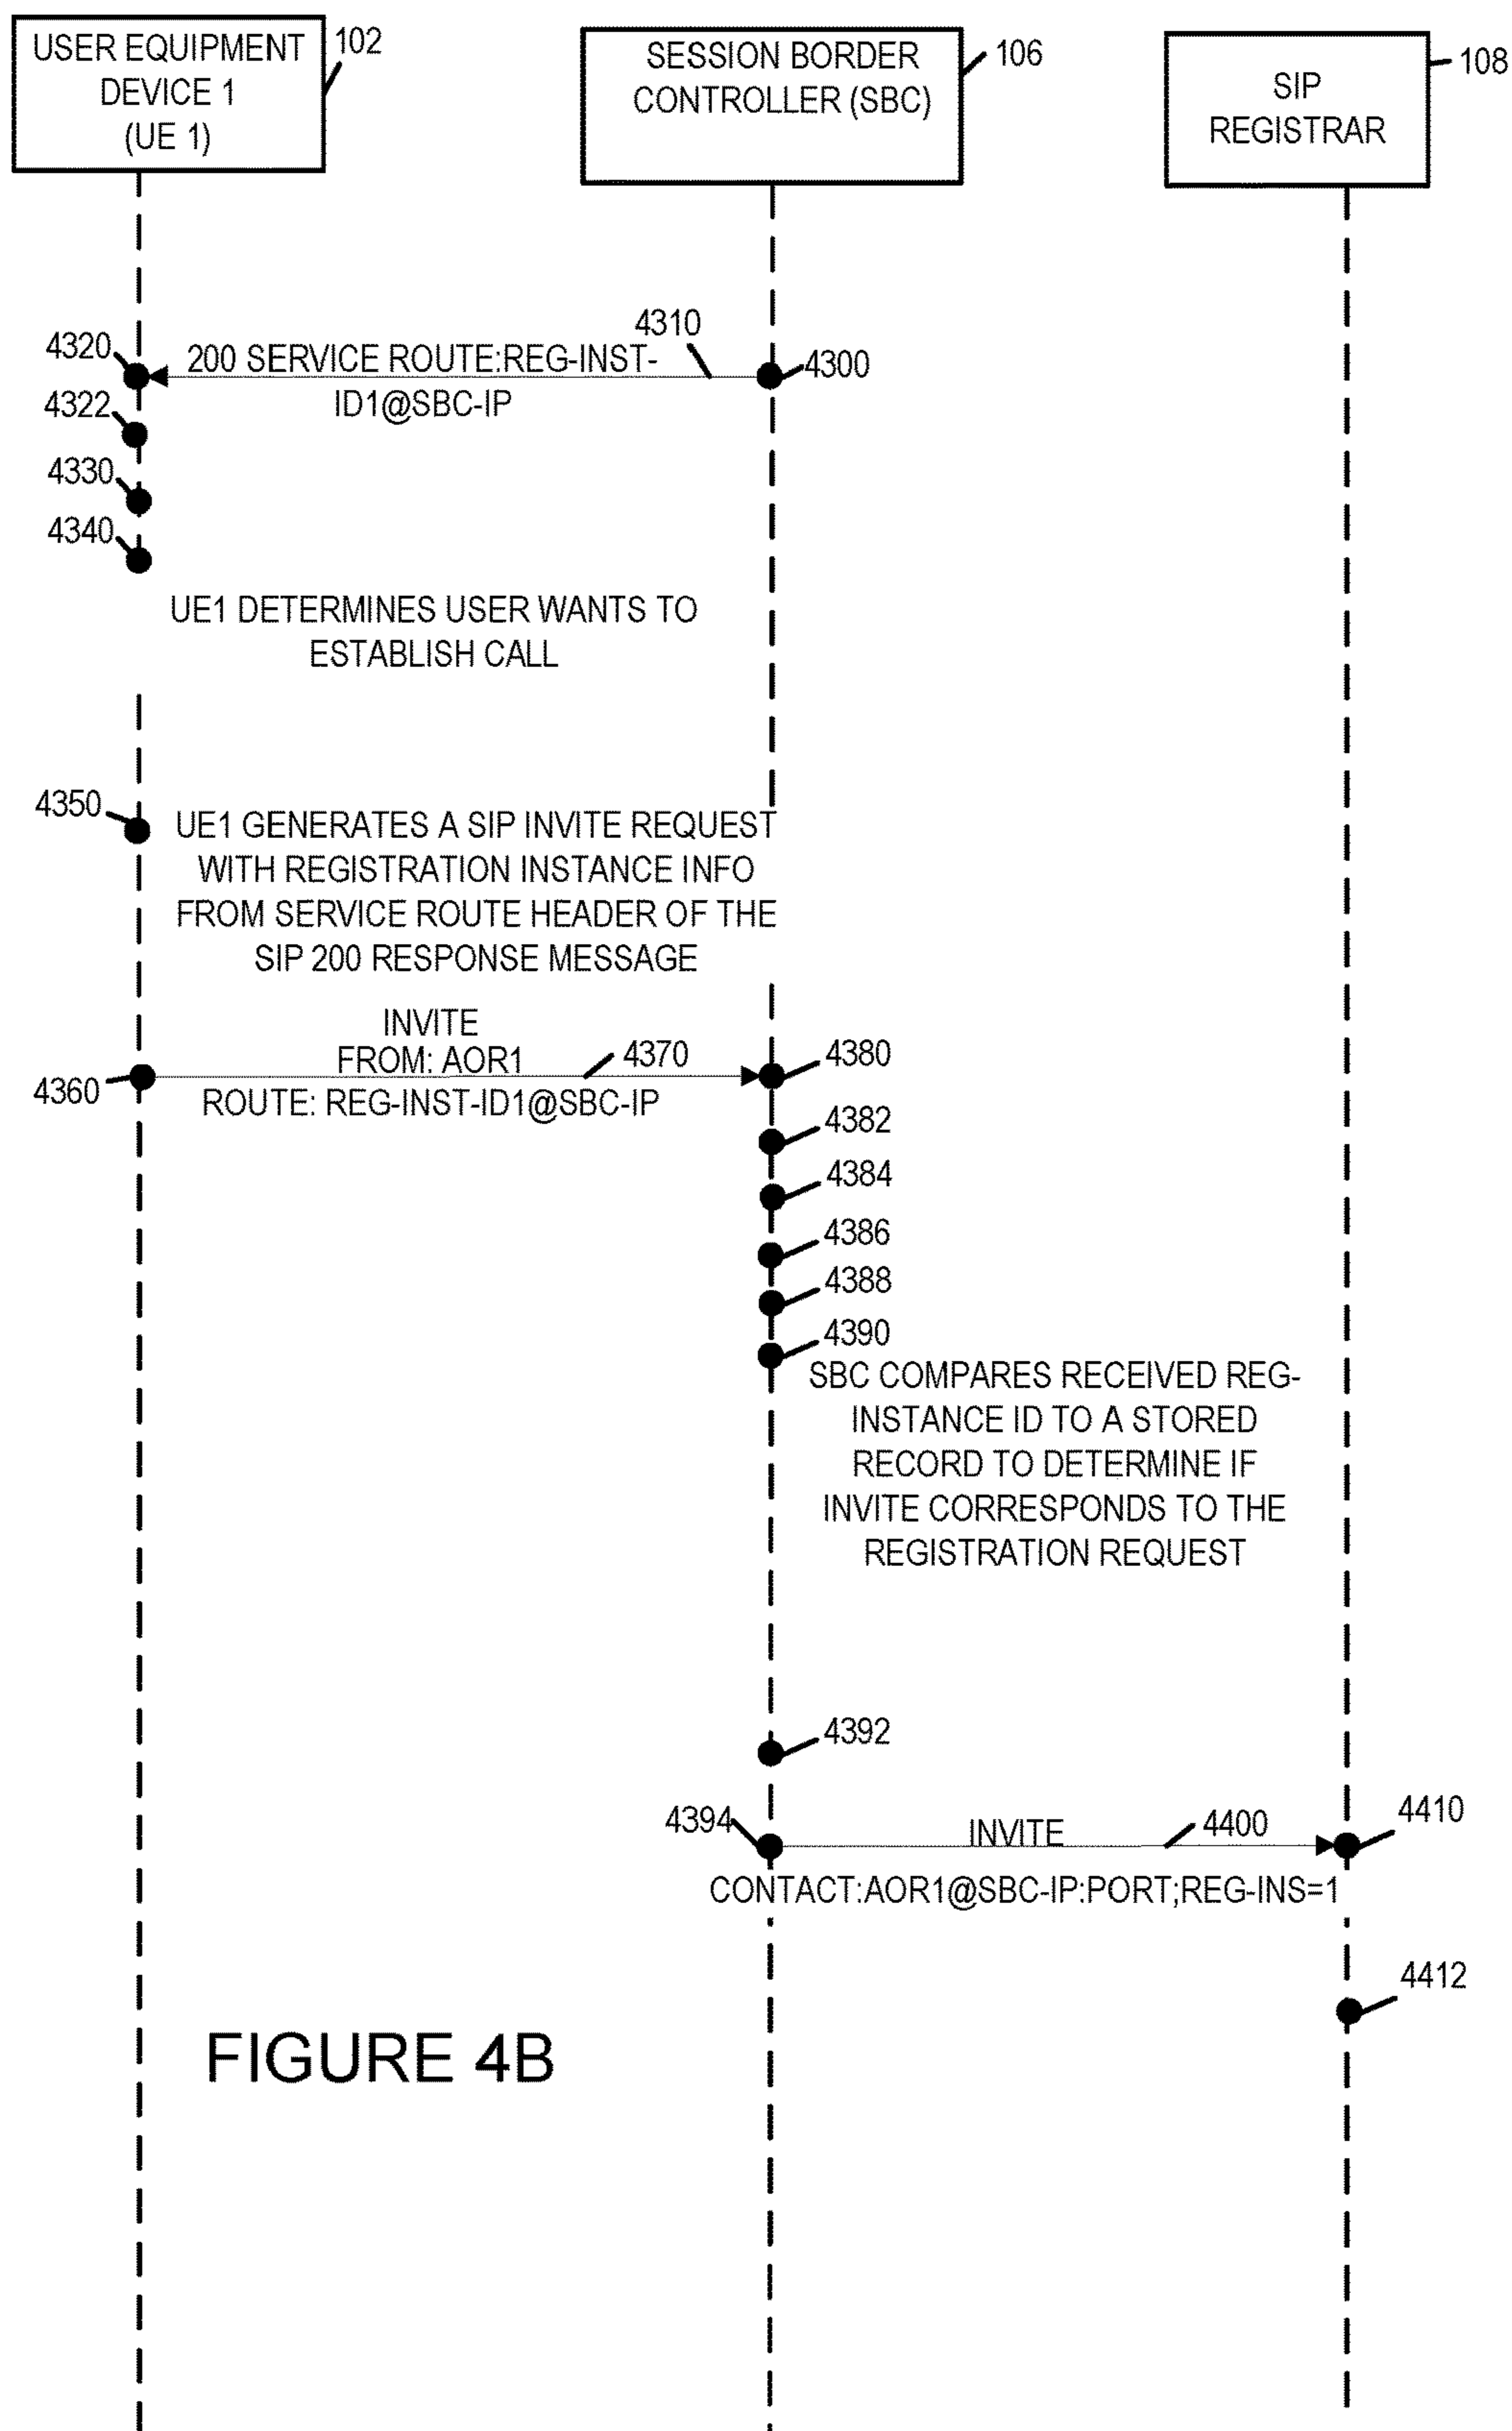 USER EQUIPMENT
DEVICE 1
(UE 1)
102
SESSION BORDER
CONTROLLER (SBC)
106
SIP
REGISTRAR
108
4310
4320
200 SERVICE ROUTE:REG-INST-
ID1@SBC-IP
4300
4322
4330
4340
UE1 DETERMINES USER WANTS TO
ESTABLISH CALL
4350
UE1 GENERATES A SIP INVITE REQUEST
WITH REGISTRATION INSTANCE INFO
FROM SERVICE ROUTE HEADER OF THE
SIP 200 RESPONSE MESSAGE
INVITE
FROM: AOR1
4370
4380
4360
ROUTE: REG-INST-ID1@SBC-IP
4382
4384
4386
4388
4390
SBC COMPARES RECEIVED REG-
INSTANCE ID TO A STORED
RECORD TO DETERMINE IF
INVITE CORRESPONDS TO THE
REGISTRATION REQUEST
4392
4394
INVITE
4400
4410
CONTACT:AOR1@SBC-IP:PORT;REG-INS=1
4412
FIGURE 4B